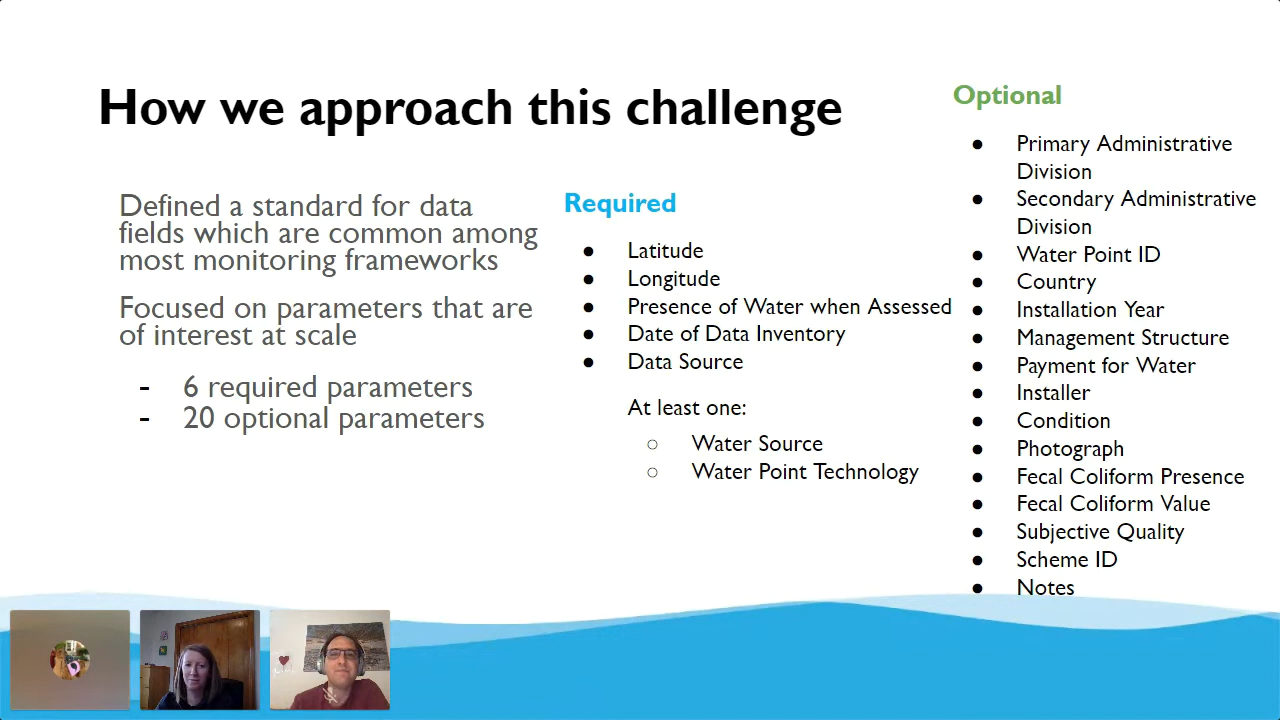 How we approach this challenge
Defined a standard for data
fields which are common among
most monitoring frameworks
Focused on parameters that are
of interest at scale
- 6 required parameters
- 20 optional parameters
Required
● Latitude
● Longitude
● Presence of Water when Assessed
● Date of Data Inventory
● Data Source
At least one:
○ Water Source
○ Water Point Technology
Optional
● Primary Administrative
Division
● Secondary Administrative
Division
● Water Point ID
● Country
● Installation Year
● Management Structure
● Payment for Water
● Installer
● Condition
● Photograph
● Fecal Coliform Presence
● Fecal Coliform Value
● Subjective Quality
● Scheme ID
● Notes